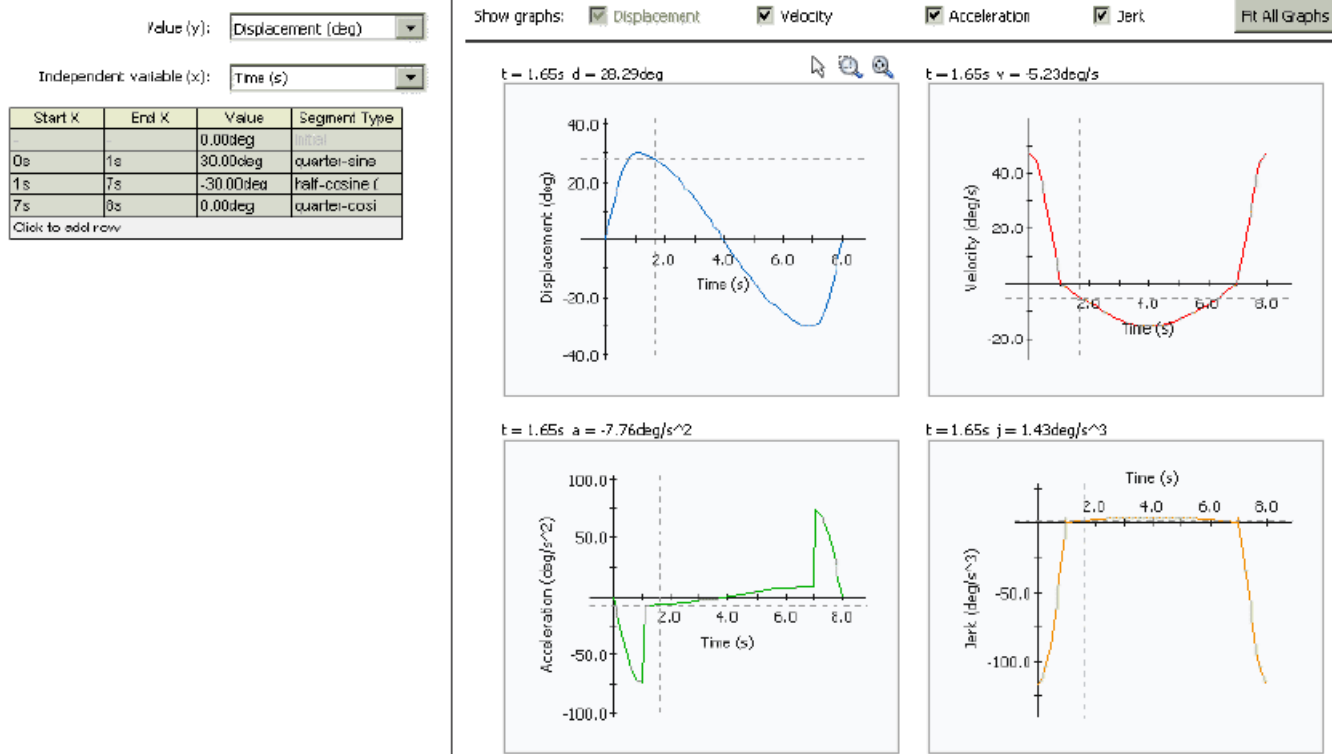 Value (y): Displacement (deg)
Independent variable (x): Time (s)
Start X End X Value Segment Type
- - 0.00deg Initial
0s 1s 30.00deg quarter-sine
1s 7s -30.00deg half-cosine (
7s 8s 0.00deg quarter-cosi
Click to add row
Show graphs: Displacement Velocity Acceleration Jerk Fit All Graphs
t = 1.65s d = 28.29deg
40.0
20.0
-20.0
-40.0
Displacement (deg)
2.0 4.0 6.0 8.0
Time (s)
t = 1.65s v = -5.23deg/s
40.0
20.0
-20.0
Velocity (deg/s)
2.0 4.0 6.0 8.0
Time (s)
t = 1.65s a = -7.76deg/s^2
100.0
50.0
-50.0
-100.0
Acceleration (deg/s^2)
2.0 4.0 6.0 8.0
Time (s)
t = 1.65s j = 1.43deg/s^3
Time (s)
2.0 4.0 6.0 8.0
-50.0
-100.0
Jerk (deg/s^3)